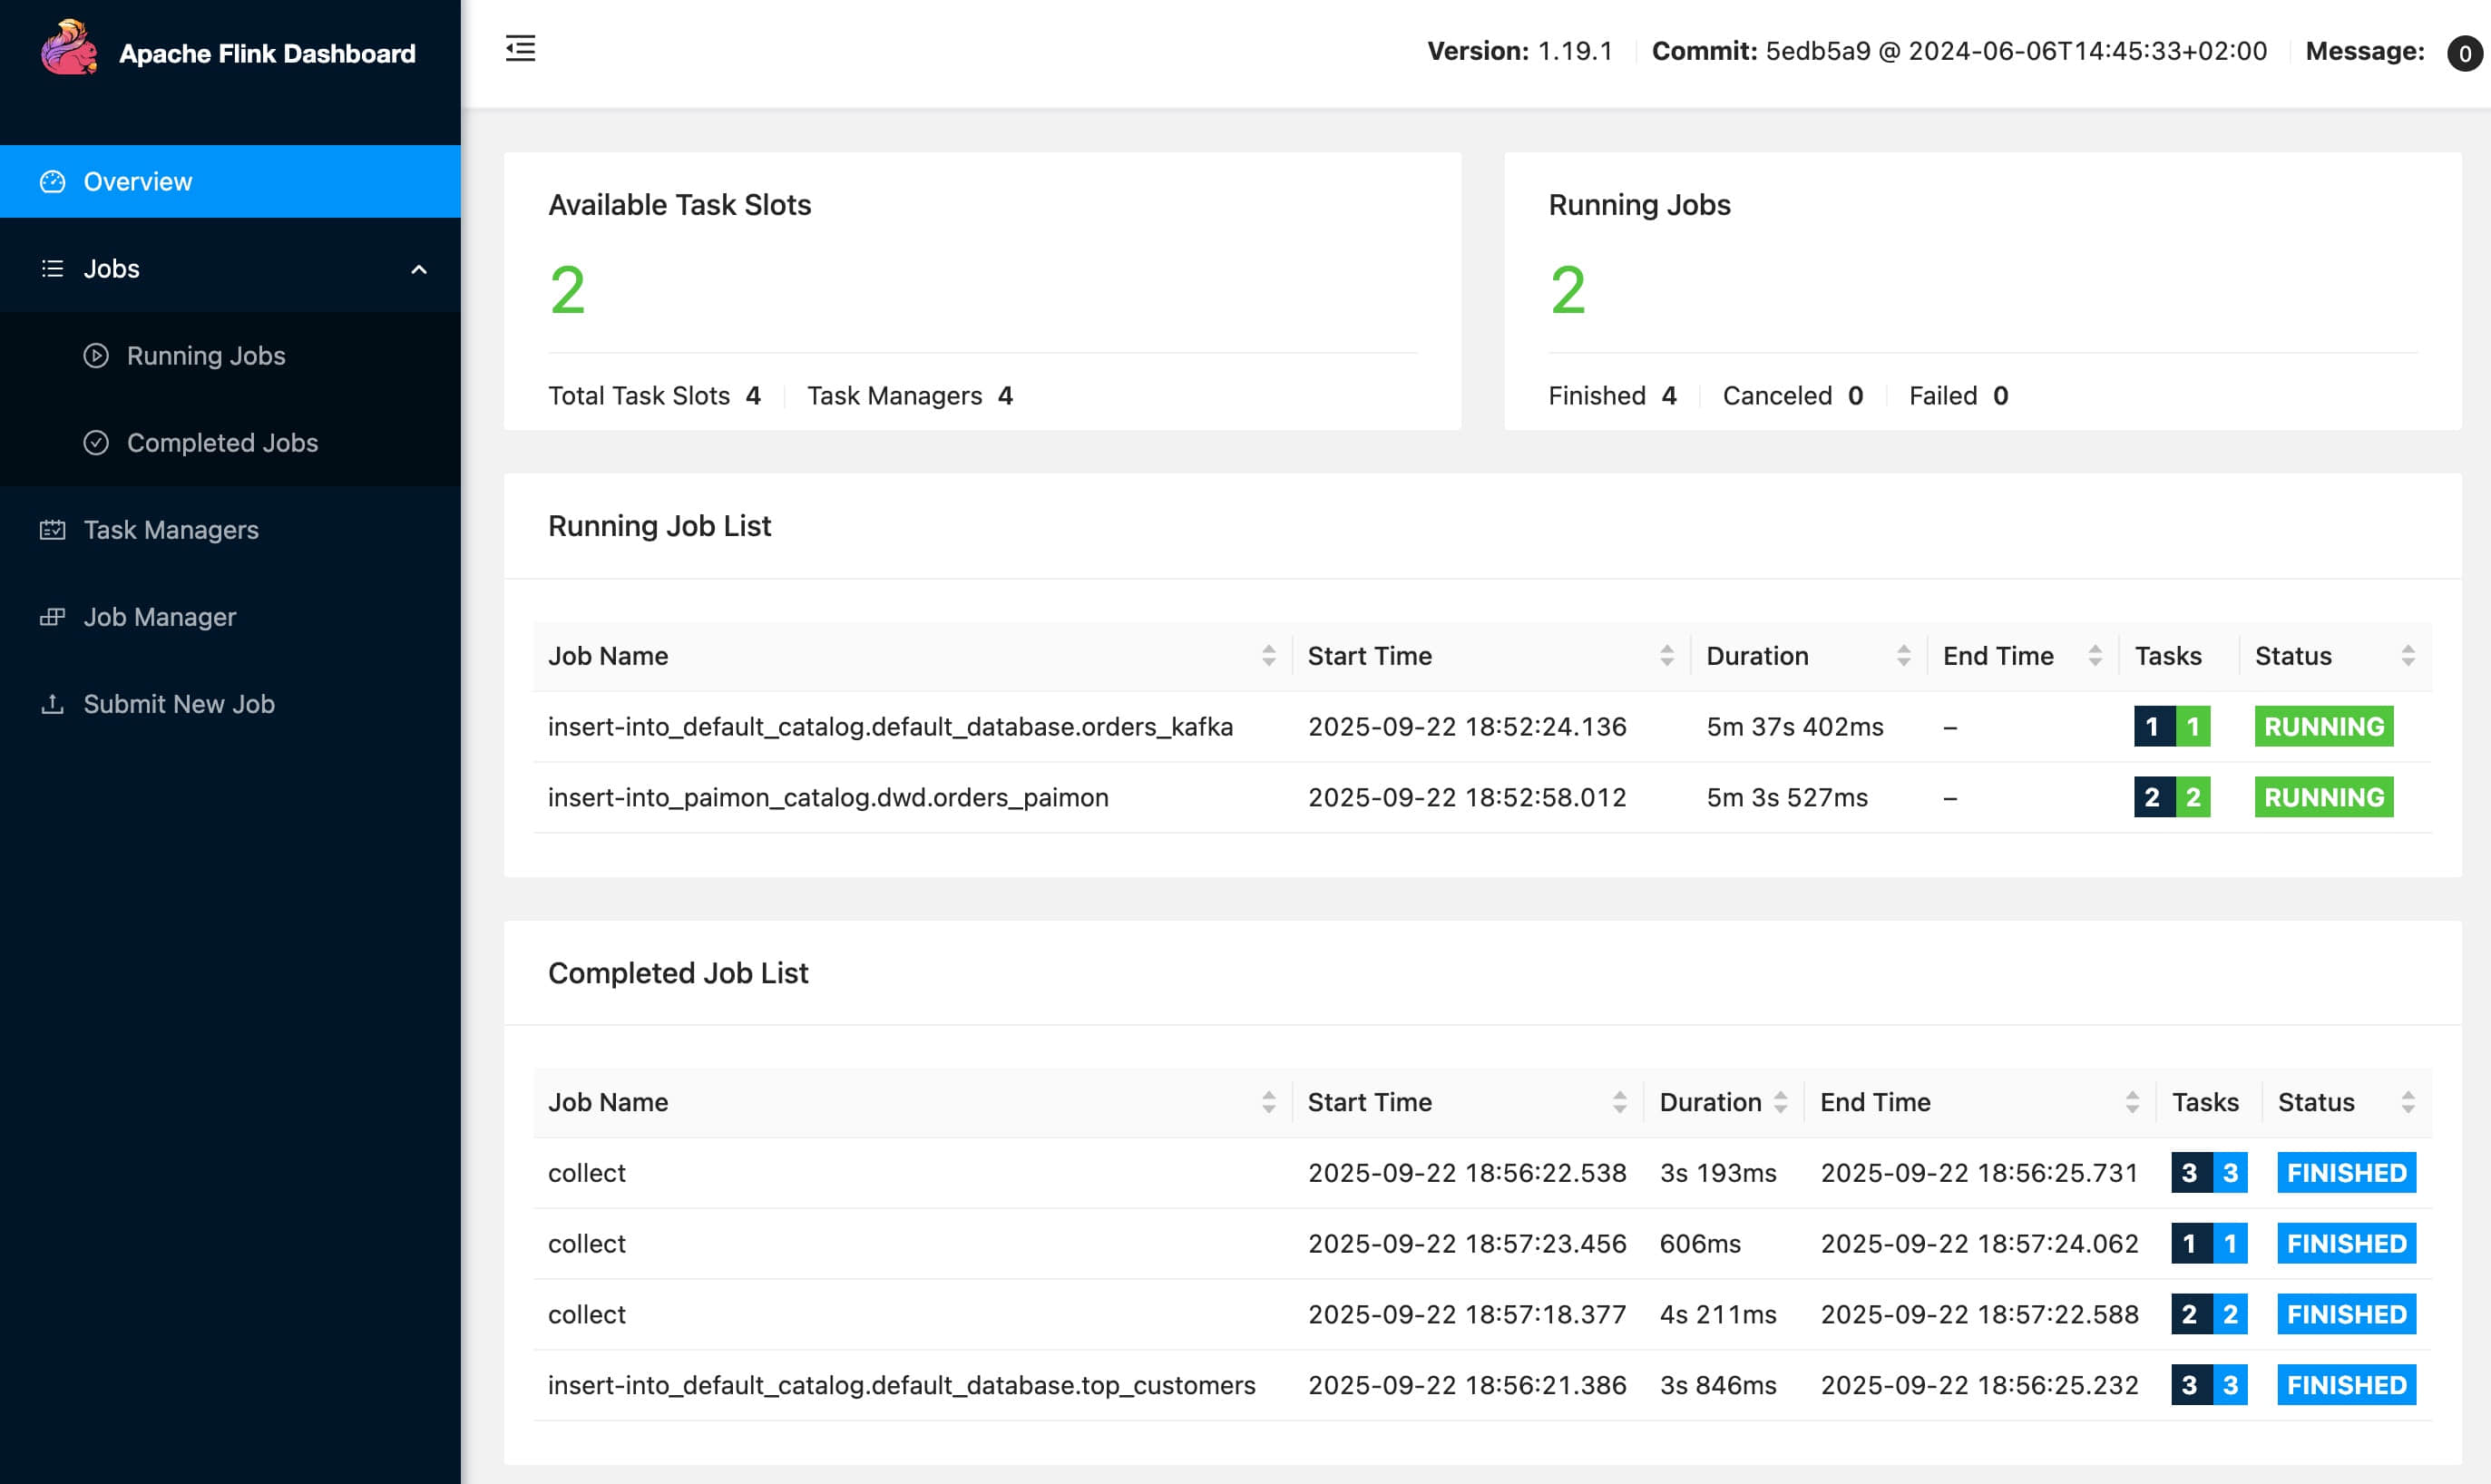 Apache Flink Dashboard
Version: 1.19.1 Commit: 5edb5a9 @ 2024-06-06T14:45:33+02:00 Message: 0
Overview
Jobs
Running Jobs
Completed Jobs
Task Managers
Job Manager
Submit New Job
Available Task Slots
2
Total Task Slots 4 Task Managers 4
Running Jobs
2
Finished 4 Canceled 0 Failed 0
Running Job List
Job Name Start Time Duration End Time Tasks Status
insert-into_default_catalog.default_database.orders_kafka 2025-09-22 18:52:24.136 5m 37s 402ms – 1 1 RUNNING
insert-into_paimon_catalog.dwd.orders_paimon 2025-09-22 18:52:58.012 5m 3s 527ms – 2 2 RUNNING
Completed Job List
Job Name Start Time Duration End Time Tasks Status
collect 2025-09-22 18:56:22.538 3s 193ms 2025-09-22 18:56:25.731 3 3 FINISHED
collect 2025-09-22 18:57:23.456 606ms 2025-09-22 18:57:24.062 1 1 FINISHED
collect 2025-09-22 18:57:18.377 4s 211ms 2025-09-22 18:57:22.588 2 2 FINISHED
insert-into_default_catalog.default_database.top_customers 2025-09-22 18:56:21.386 3s 846ms 2025-09-22 18:56:25.232 3 3 FINISHED